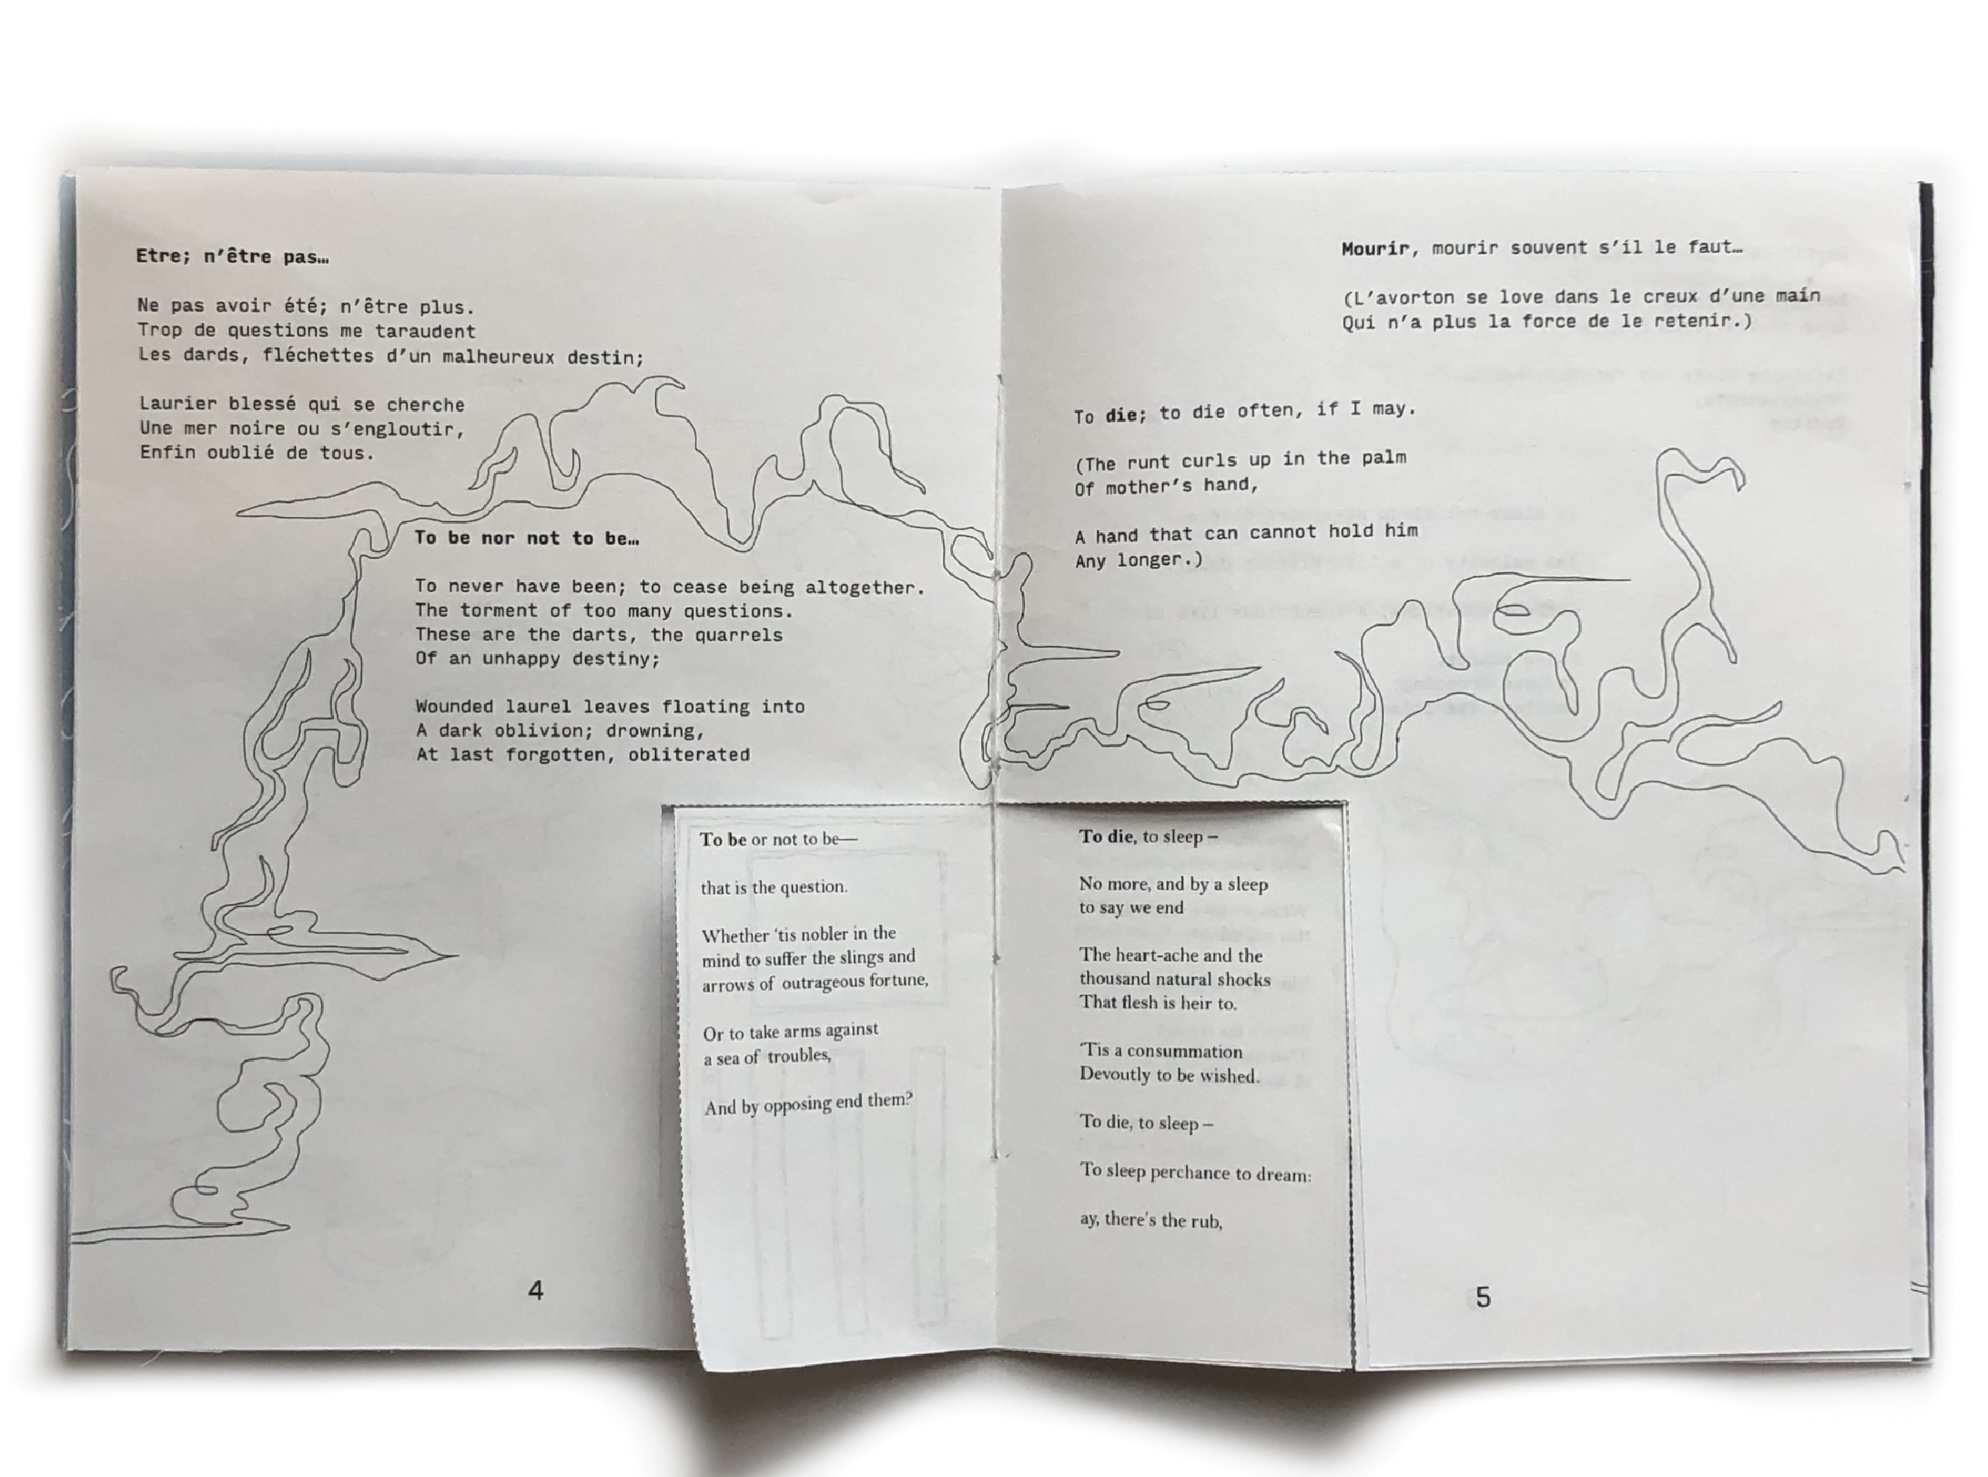 Etre; n'être pas…
Ne pas avoir été; n'être plus.
Trop de questions me taraudent
Les dards, fléchettes d'un malheureux destin;
Laurier blessé qui se cherche
Une mer noire ou s'engloutir,
Enfin oublié de tous.
To be nor not to be…
To never have been; to cease being altogether.
The torment of too many questions.
These are the darts, the quarrels
Of an unhappy destiny;
Wounded laurel leaves floating into
A dark oblivion; drowning,
At last forgotten, obliterated
To be or not to be—
that is the question.
Whether 'tis nobler in the
mind to suffer the slings and
arrows of outrageous fortune,
Or to take arms against
a sea of troubles,
And by opposing end them?
4
Mourir, mourir souvent s'il le faut…
(L'avorton se love dans le creux d'une main
Qui n'a plus la force de le retenir.)
To die; to die often, if I may.
(The runt curls up in the palm
Of mother's hand,
A hand that can cannot hold him
Any longer.)
To die, to sleep –
No more, and by a sleep
to say we end
The heart-ache and the
thousand natural shocks
That flesh is heir to.
'Tis a consummation
Devoutly to be wished.
To die, to sleep –
To sleep perchance to dream:
ay, there's the rub,
5